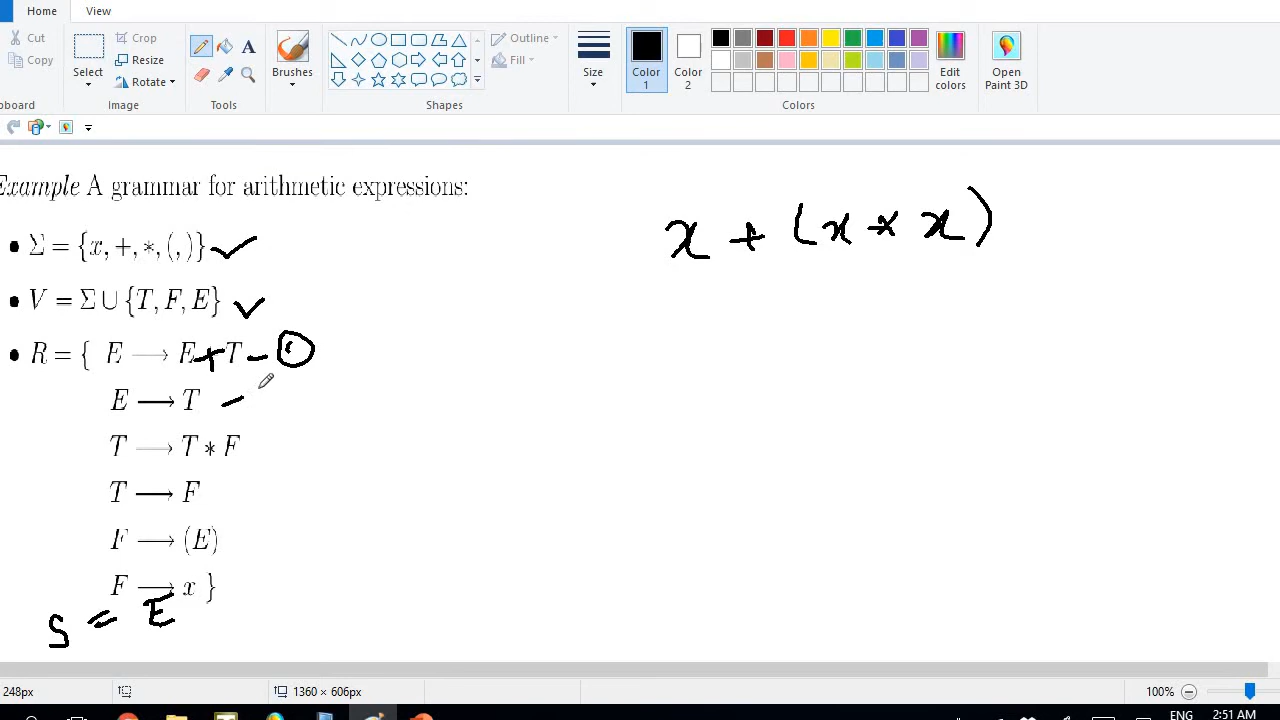 Home View
Cut
Copy
Select
Crop
Resize
Rotate
A
Brushes
Outline
Fill
Size
Color 1
Color 2
Edit colors
Open Paint 3D
Image Tools Shapes Colors
Example A grammar for arithmetic expressions:
x + (x * x)
• Σ = {x, +, *, (, )}
• V = Σ ∪ {T, F, E}
• R = { E ⟶ E + T – ①
E ⟶ T –
T ⟶ T * F
T ⟶ F
F ⟶ (E)
F ⟶ x }
S = E
248px 1360 × 606px 100%
ENG 2:51 AM